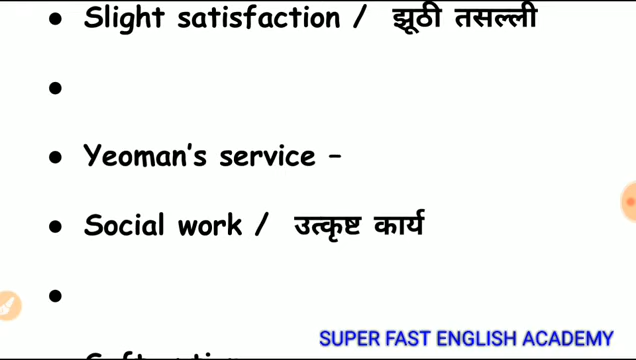 • Slight satisfaction / झूठी तसल्ली
•
• Yeoman's service –
• Social work / उत्कृष्ट कार्य
•
SUPER FAST ENGLISH ACADEMY